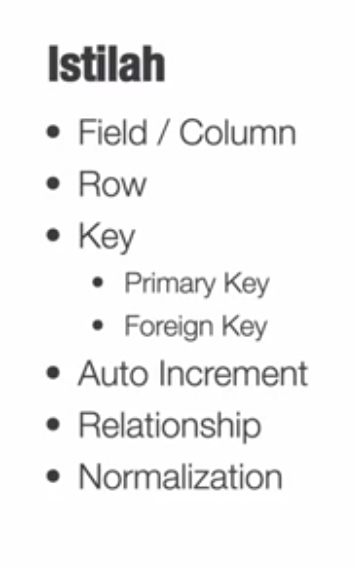 Istilah
• Field / Column
• Row
• Key
• Primary Key
• Foreign Key
• Auto Increment
• Relationship
• Normalization